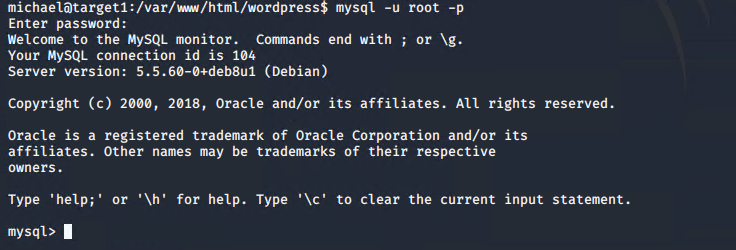 michael@target1:/var/www/html/wordpress$ mysql -u root -p
Enter password:
Welcome to the MySQL monitor.  Commands end with ; or \g.
Your MySQL connection id is 104
Server version: 5.5.60-0+deb8u1 (Debian)
Copyright (c) 2000, 2018, Oracle and/or its affiliates. All rights reserved.
Oracle is a registered trademark of Oracle Corporation and/or its
affiliates. Other names may be trademarks of their respective
owners.
Type 'help;' or '\h' for help. Type '\c' to clear the current input statement.
mysql>